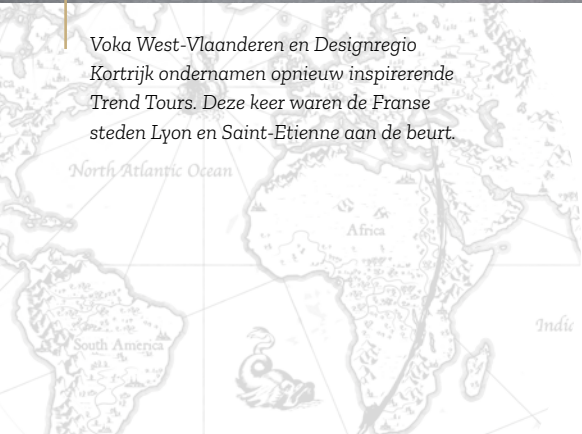 Voka West-Vlaanderen en Designregio
Kortrijk ondernamen opnieuw inspirerende
Trend Tours. Deze keer waren de Franse
steden Lyon en Saint-Etienne aan de beurt.
North Atlantic Ocean
Africa
South America